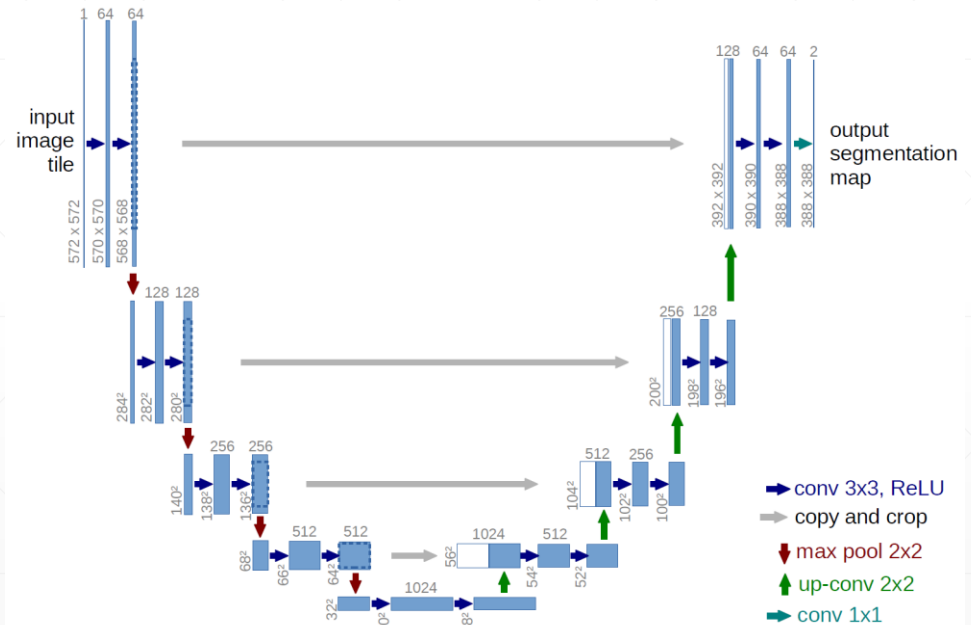 1 64 64
128 64 64 2
input
image
tile
output
segmentation
map
572 x 572
570 x 570
568 x 568
392 x 392
390 x 390
388 x 388
388 x 388
128 128
256 128
284²
282²
280²
200²
198²
196²
256 256
512 256
140²
138²
136²
104²
102²
100²
512 512
1024 512
68²
66²
64²
56²
54²
52²
1024
32²
0²
8²
conv 3x3, ReLU
copy and crop
max pool 2x2
up-conv 2x2
conv 1x1